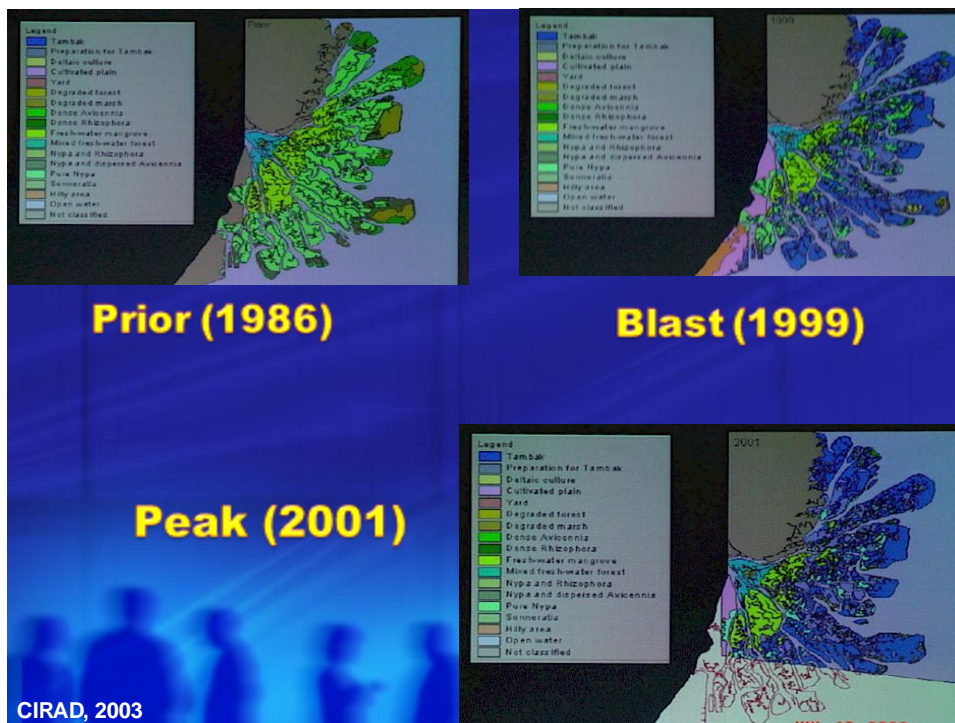 Legend
Tambak
Preparation for Tambak
Deltaic culture
Cultivated plain
Yard
Degraded forest
Degraded marsh
Dense Avicennia
Dense Rhizophora
Fresh-water mangrove
Mixed fresh-water forest
Nypa and Rhizophora
Nypa and dispersed Avicennia
Pure Nypa
Sonneratia
Hilly area
Open water
Not classified
Prior
Legend
Tambak
Preparation for Tambak
Deltaic culture
Cultivated plain
Yard
Degraded forest
Degraded marsh
Dense Avicennia
Dense Rhizophora
Fresh-water mangrove
Mixed fresh-water forest
Nypa and Rhizophora
Nypa and dispersed Avicennia
Pure Nypa
Sonneratia
Hilly area
Open water
Not classified
1999
Prior (1986)
Blast (1999)
Legend
Tambak
Preparation for Tambak
Deltaic culture
Cultivated plain
Yard
Degraded forest
Degraded marsh
Dense Avicennia
Dense Rhizophora
Fresh-water mangrove
Mixed fresh-water forest
Nypa and Rhizophora
Nypa and dispersed Avicennia
Pure Nypa
Sonneratia
Hilly area
Open water
Not classified
2001
Peak (2001)
CIRAD, 2003